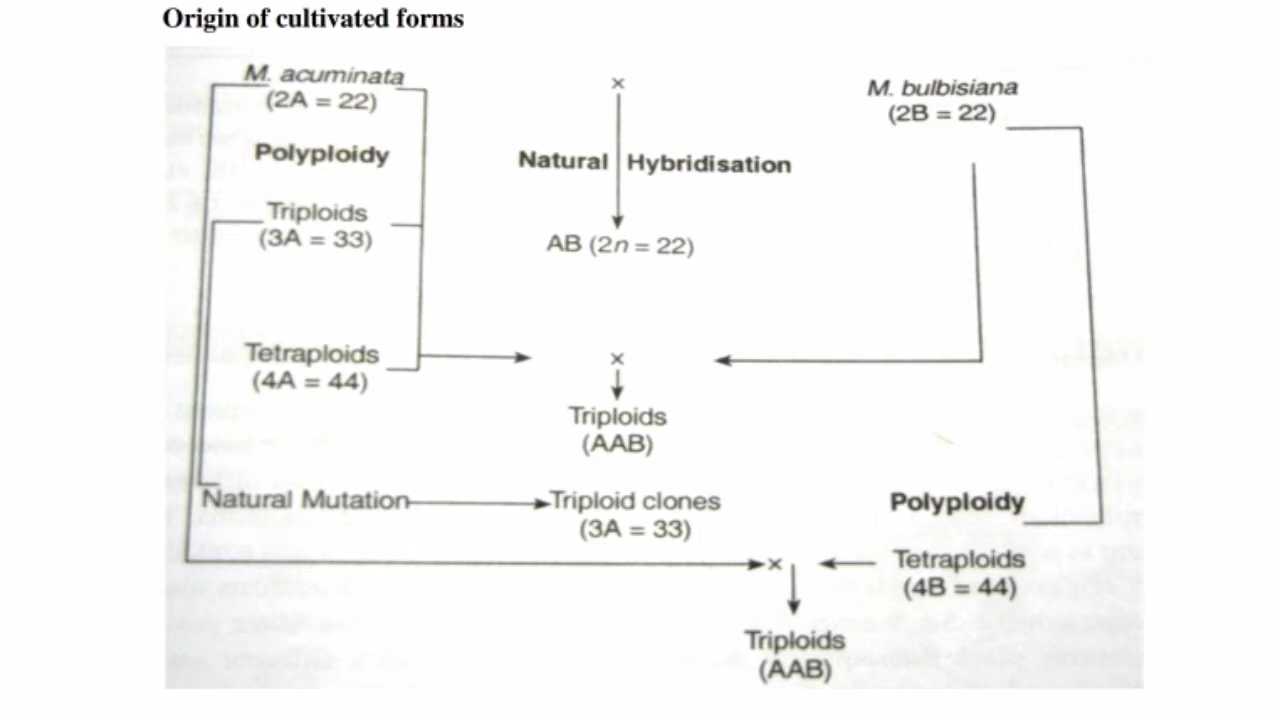 Origin of cultivated forms
M. acuminata
(2A = 22)
×
M. bulbisiana
(2B = 22)
Polyploidy
Natural Hybridisation
Triploids
(3A = 33)
AB (2n = 22)
Tetraploids
(4A = 44)
×
Triploids
(AAB)
Natural Mutation
Triploid clones
(3A = 33)
Polyploidy
×
Tetraploids
(4B = 44)
Triploids
(AAB)